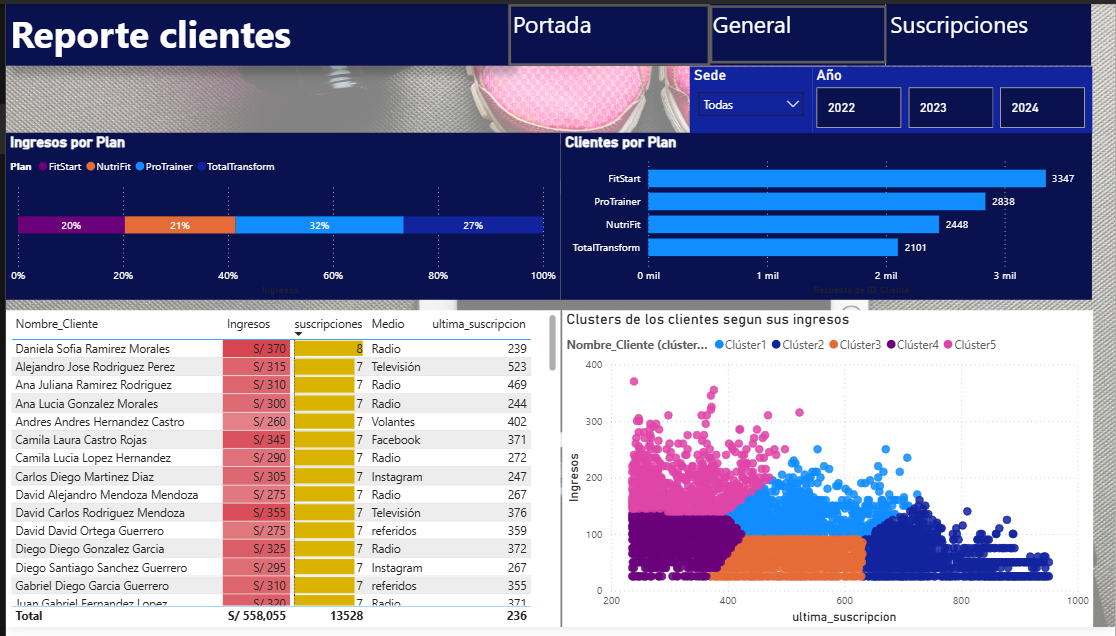 Reporte clientes
Portada
General
Suscripciones
Sede
Todas
Año
2022
2023
2024
Ingresos por Plan
Plan FitStart NutriFit ProTrainer TotalTransform
20% 21% 32% 27%
0% 20% 40% 60% 80% 100%
Ingresos
Clientes por Plan
FitStart 3347
ProTrainer 2838
NutriFit 2448
TotalTransform 2101
0 mil 1 mil 2 mil 3 mil
Recuento de ID_Cliente
Nombre_Cliente Ingresos suscripciones Medio ultima_suscripcion
Daniela Sofia Ramirez Morales S/ 370 8 Radio 239
Alejandro Jose Rodriguez Perez S/ 315 7 Televisión 523
Ana Juliana Ramirez Rodriguez S/ 310 7 Radio 469
Ana Lucia Gonzalez Morales S/ 300 7 Radio 244
Andres Andres Hernandez Castro S/ 260 7 Volantes 402
Camila Laura Castro Rojas S/ 345 7 Facebook 371
Camila Lucia Lopez Hernandez S/ 290 7 Radio 272
Carlos Diego Martinez Diaz S/ 305 7 Instagram 247
David Alejandro Mendoza Mendoza S/ 275 7 Radio 267
David Carlos Rodriguez Mendoza S/ 355 7 Televisión 376
David David Ortega Guerrero S/ 275 7 referidos 359
Diego Diego Gonzalez Garcia S/ 325 7 Radio 372
Diego Santiago Sanchez Guerrero S/ 295 7 Instagram 267
Gabriel Diego Garcia Guerrero S/ 310 7 referidos 355
Juan Gabriel Fernandez Lopez S/ 320 7 Radio 371
Total S/ 558,055 13528 236
Clusters de los clientes segun sus ingresos
Nombre_Cliente (clúster... Clúster1 Clúster2 Clúster3 Clúster4 Clúster5
400
300
200
100
0
Ingresos
200 400 600 800 1000
ultima_suscripcion